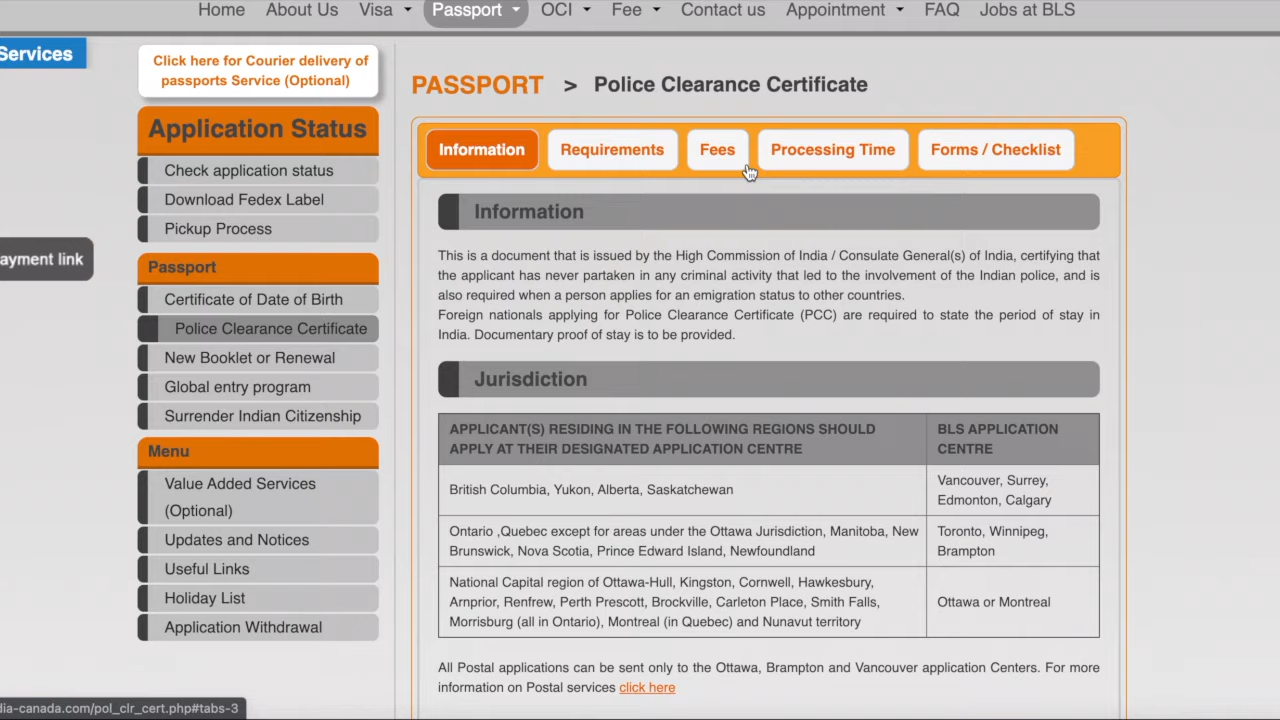 Home About Us Visa Passport OCI Fee Contact us Appointment FAQ Jobs at BLS
Services
Click here for Courier delivery of
passports Service (Optional)
Application Status
Check application status
Download Fedex Label
Pickup Process
ayment link
Passport
Certificate of Date of Birth
Police Clearance Certificate
New Booklet or Renewal
Global entry program
Surrender Indian Citizenship
Menu
Value Added Services
(Optional)
Updates and Notices
Useful Links
Holiday List
Application Withdrawal
PASSPORT > Police Clearance Certificate
Information Requirements Fees Processing Time Forms / Checklist
Information
This is a document that is issued by the High Commission of India / Consulate General(s) of India, certifying that
the applicant has never partaken in any criminal activity that led to the involvement of the Indian police, and is
also required when a person applies for an emigration status to other countries.
Foreign nationals applying for Police Clearance Certificate (PCC) are required to state the period of stay in
India. Documentary proof of stay is to be provided.
Jurisdiction
APPLICANT(S) RESIDING IN THE FOLLOWING REGIONS SHOULD
APPLY AT THEIR DESIGNATED APPLICATION CENTRE
BLS APPLICATION
CENTRE
British Columbia, Yukon, Alberta, Saskatchewan
Vancouver, Surrey,
Edmonton, Calgary
Ontario ,Quebec except for areas under the Ottawa Jurisdiction, Manitoba, New
Brunswick, Nova Scotia, Prince Edward Island, Newfoundland
Toronto, Winnipeg,
Brampton
National Capital region of Ottawa-Hull, Kingston, Cornwell, Hawkesbury,
Arnprior, Renfrew, Perth Prescott, Brockville, Carleton Place, Smith Falls,
Morrisburg (all in Ontario), Montreal (in Quebec) and Nunavut territory
Ottawa or Montreal
All Postal applications can be sent only to the Ottawa, Brampton and Vancouver application Centers. For more
information on Postal services click here
dia-canada.com/pol_clr_cert.php#tabs-3